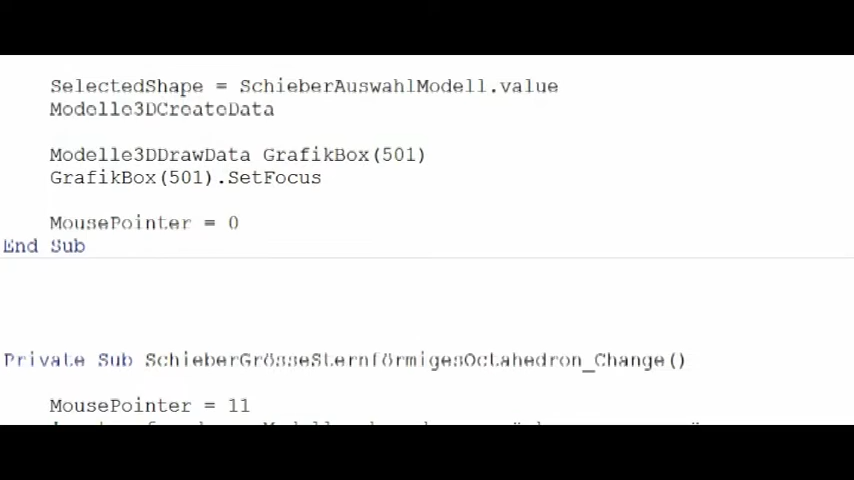 SelectedShape = SchieberAuswahlModell.value
Modelle3DCreateData
Modelle3DDrawData GrafikBox(501)
GrafikBox(501).SetFocus
MousePointer = 0
End Sub
Private Sub SchieberGrösseSternförmigesOctahedron_Change()
MousePointer = 11